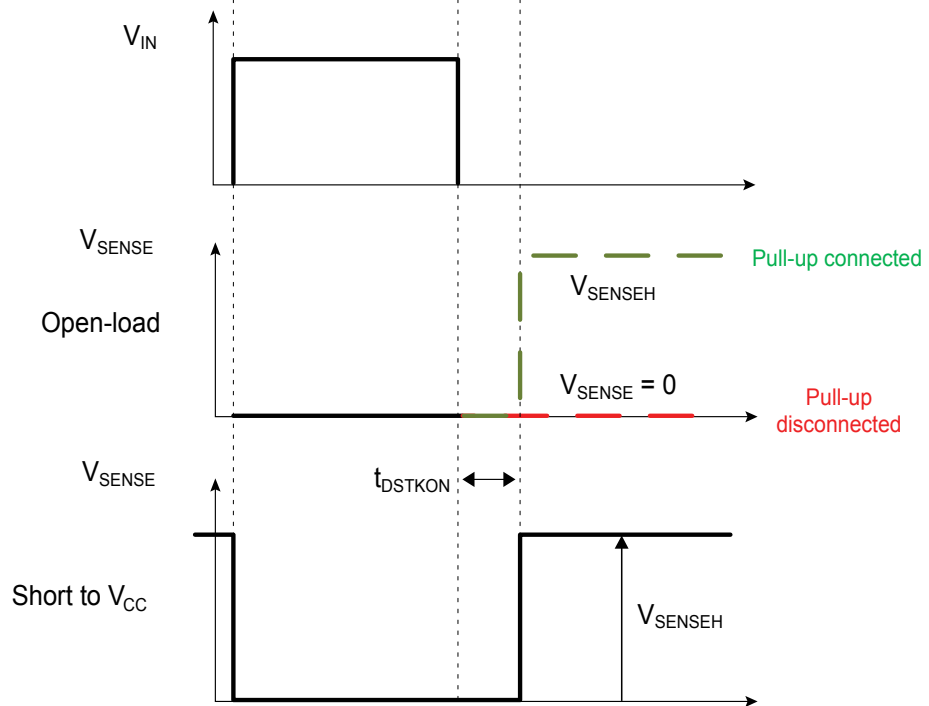 V_IN
V_SENSE
Pull-up connected
V_SENSEH
Open-load
V_SENSE = 0
Pull-up
disconnected
V_SENSE
t_DSTKON
Short to V_CC
V_SENSEH